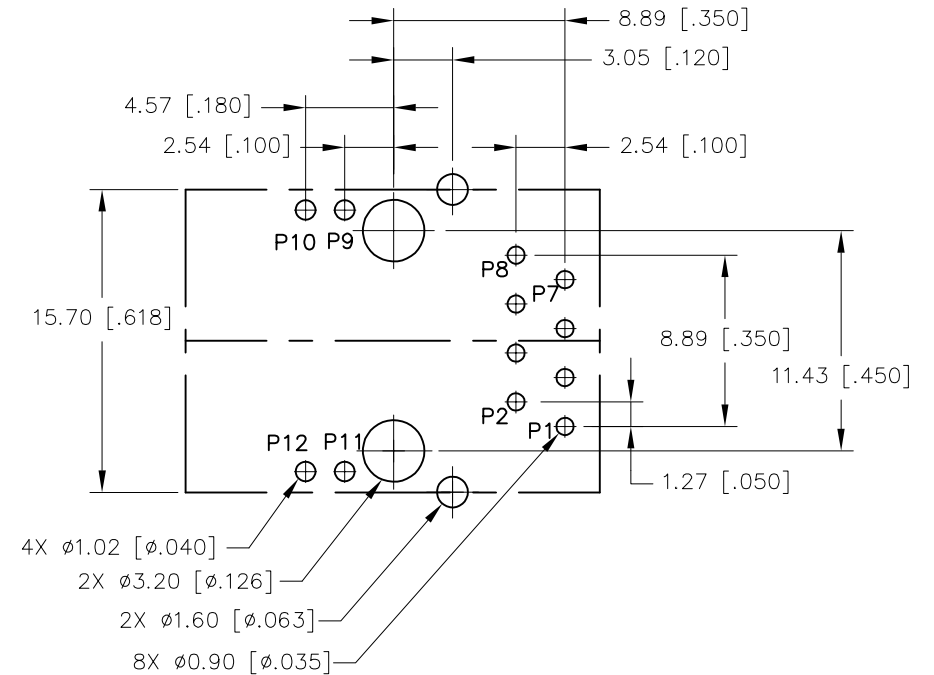 8.89 [.350]
3.05 [.120]
4.57 [.180]
2.54 [.100]
2.54 [.100]
P10 P9
P8
P7
15.70 [.618]
8.89 [.350]
11.43 [.450]
P2
P1
P12 P11
1.27 [.050]
4X ø1.02 [ø.040]
2X ø3.20 [ø.126]
2X ø1.60 [ø.063]
8X ø0.90 [ø.035]